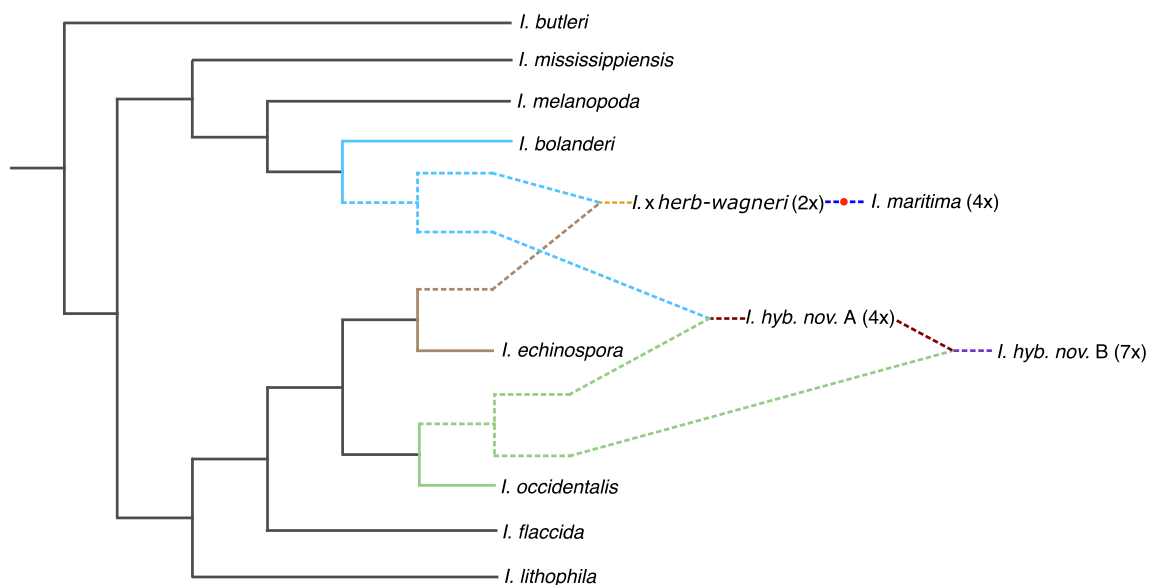 I. butleri
I. mississippiensis
I. melanopoda
I. bolanderi
I. x herb-wagneri (2x)
I. maritima (4x)
I. hyb. nov. A (4x)
I. echinospora
I. hyb. nov. B (7x)
I. occidentalis
I. flaccida
I. lithophila